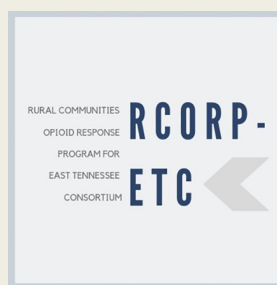 RURAL COMMUNITIES
OPIOID RESPONSE
PROGRAM FOR
EAST TENNESSEE
CONSORTIUM
RCORP-
ETC